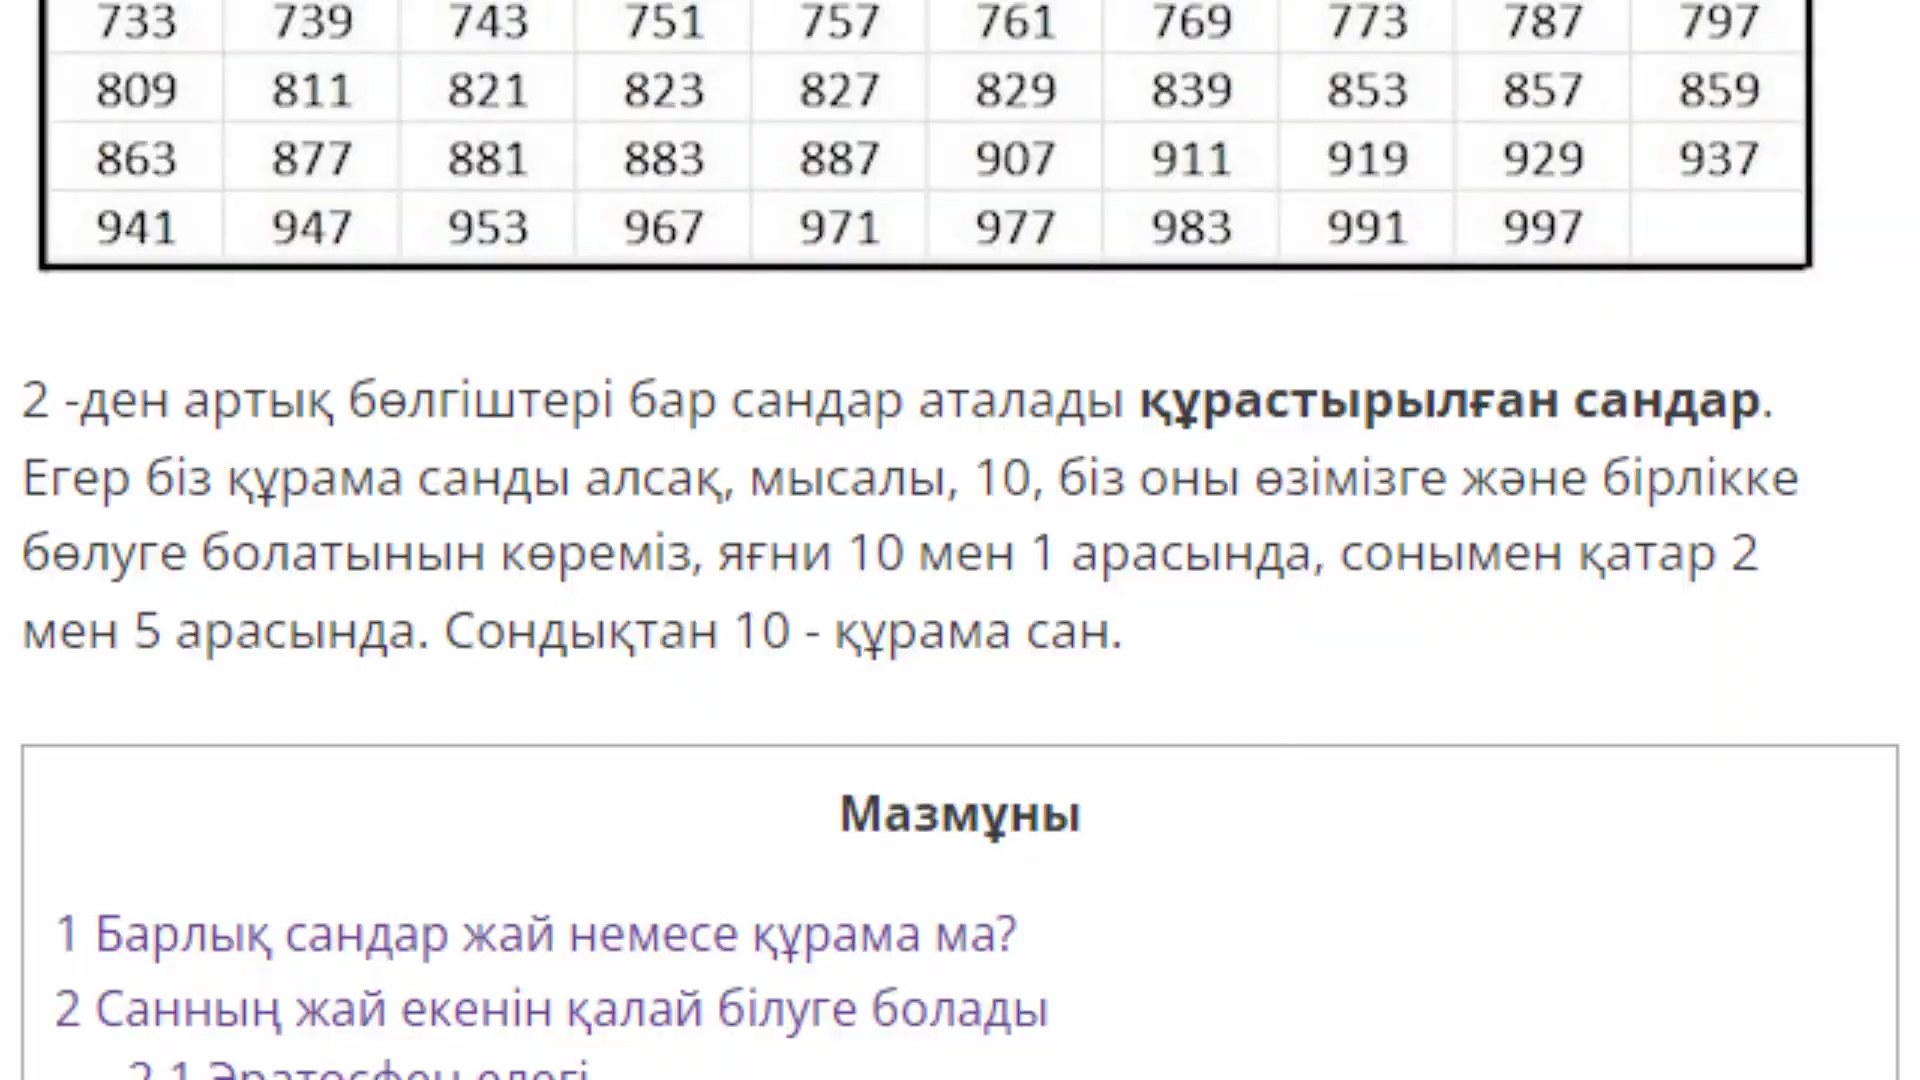 733 739 743 751 757 761 769 773 787 797
809 811 821 823 827 829 839 853 857 859
863 877 881 883 887 907 911 919 929 937
941 947 953 967 971 977 983 991 997
2 -ден артық бөлгіштері бар сандар аталады құрастырылған сандар.
Егер біз құрама санды алсақ, мысалы, 10, біз оны өзімізге және бірлікке
бөлуге болатынын көреміз, яғни 10 мен 1 арасында, сонымен қатар 2
мен 5 арасында. Сондықтан 10 - құрама сан.
Мазмұны
1 Барлық сандар жай немесе құрама ма?
2 Санның жай екенін қалай білуге болады
2.1 Эратосфен елегі